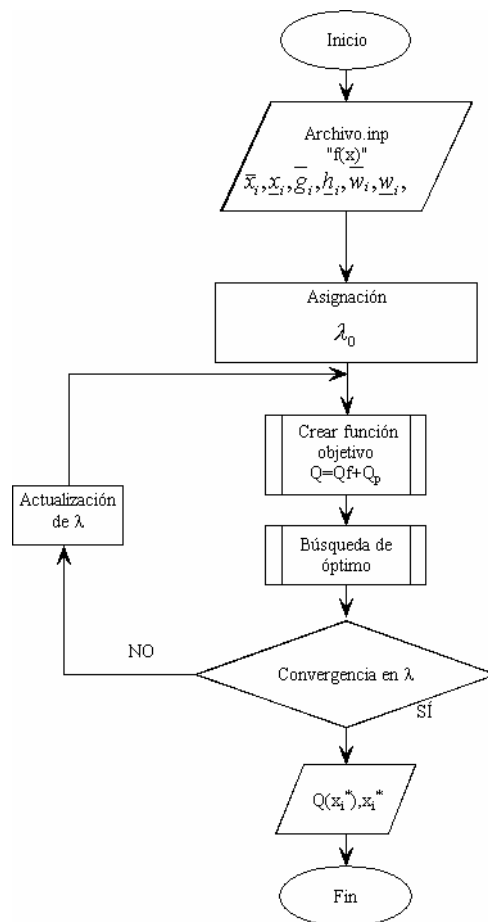 Inicio
Archivo.inp
"f(x)"
x̅ᵢ,x̲ᵢ,g̅ᵢ,h̲ᵢ,w̅ᵢ,w̲ᵢ,
Asignación
λ₀
Crear función
objetivo
Q=Qf+Qₚ
Actualización
de λ
Búsqueda de
óptimo
NO
Convergencia en λ
SÍ
Q(xᵢ*),xᵢ*
Fin